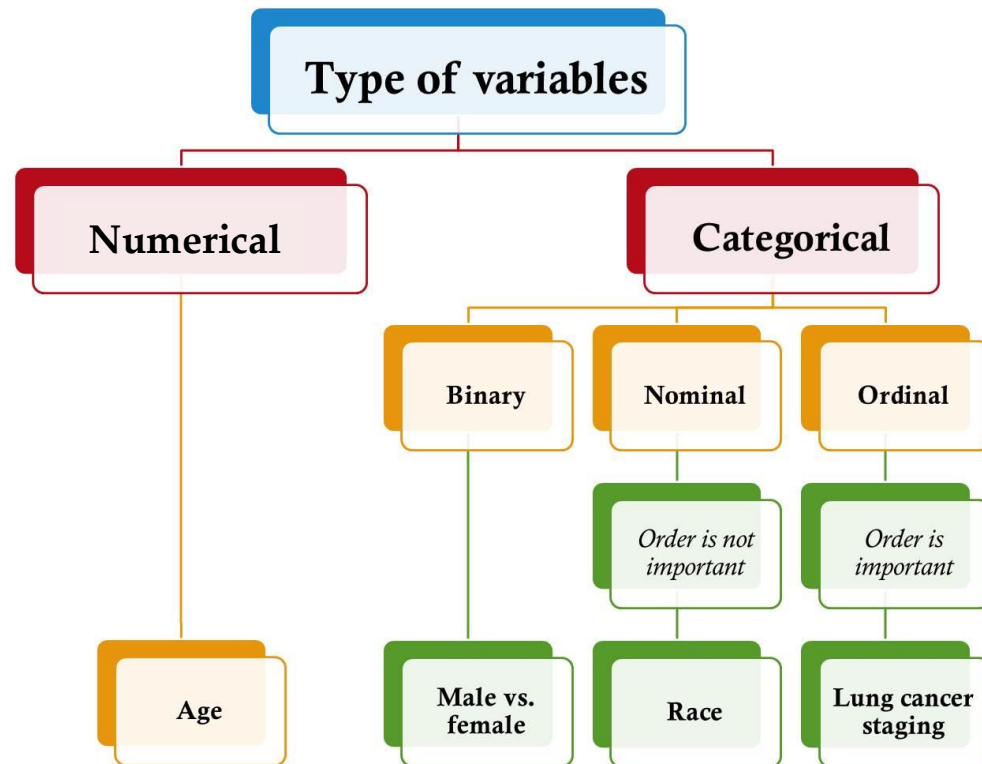 Type of variables
Numerical
Categorical
Binary
Nominal
Ordinal
Order is not
important
Order is
important
Age
Male vs.
female
Race
Lung cancer
staging